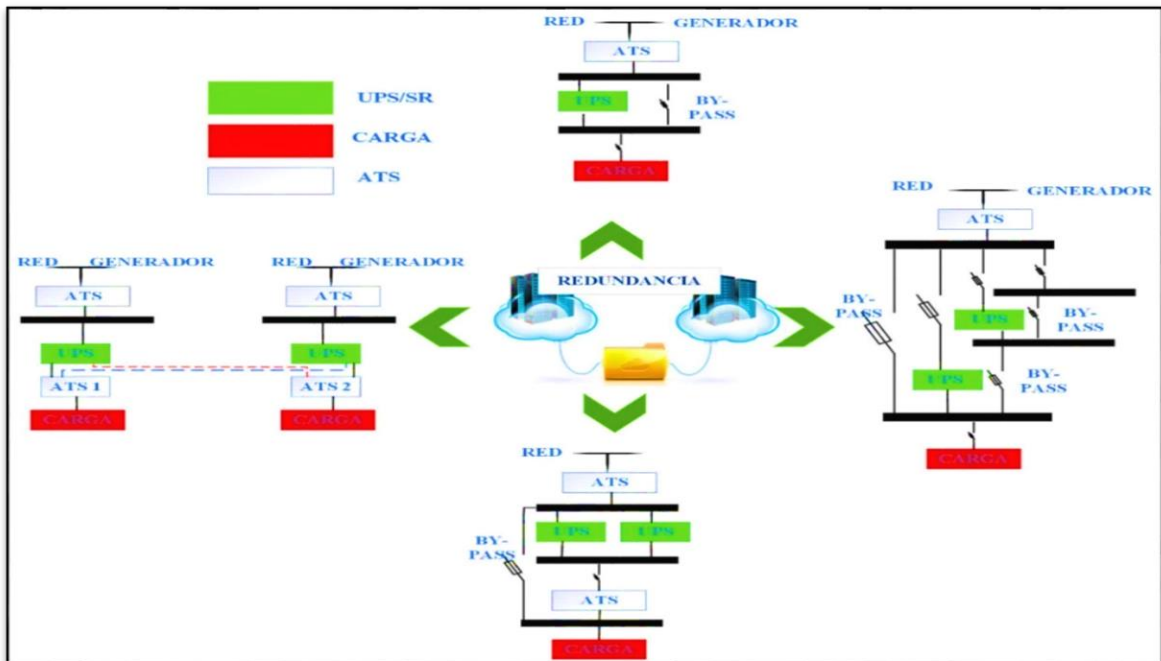 RED GENERADOR
ATS
UPS
BY-
PASS
CARGA
UPS/SR
CARGA
ATS
RED GENERADOR
ATS
UPS
ATS 1
CARGA
RED GENERADOR
ATS
UPS
ATS 2
CARGA
REDUNDANCIA
RED GENERADOR
ATS
BY-
PASS
UPS
BY-
PASS
UPS
BY-
PASS
CARGA
RED
ATS
UPS UPS
BY-
PASS
ATS
CARGA